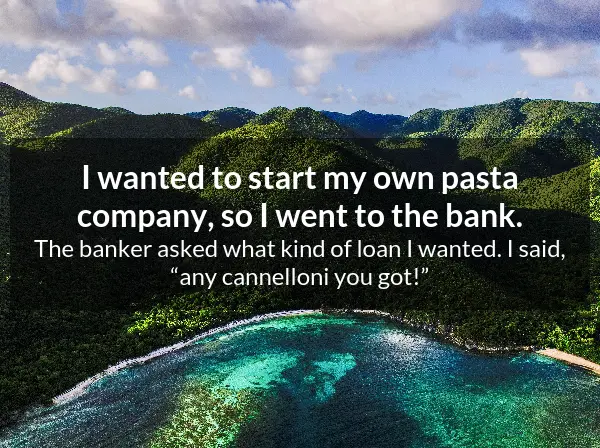 I wanted to start my own pasta
company, so I went to the bank.
The banker asked what kind of loan I wanted. I said,
“any cannelloni you got!”